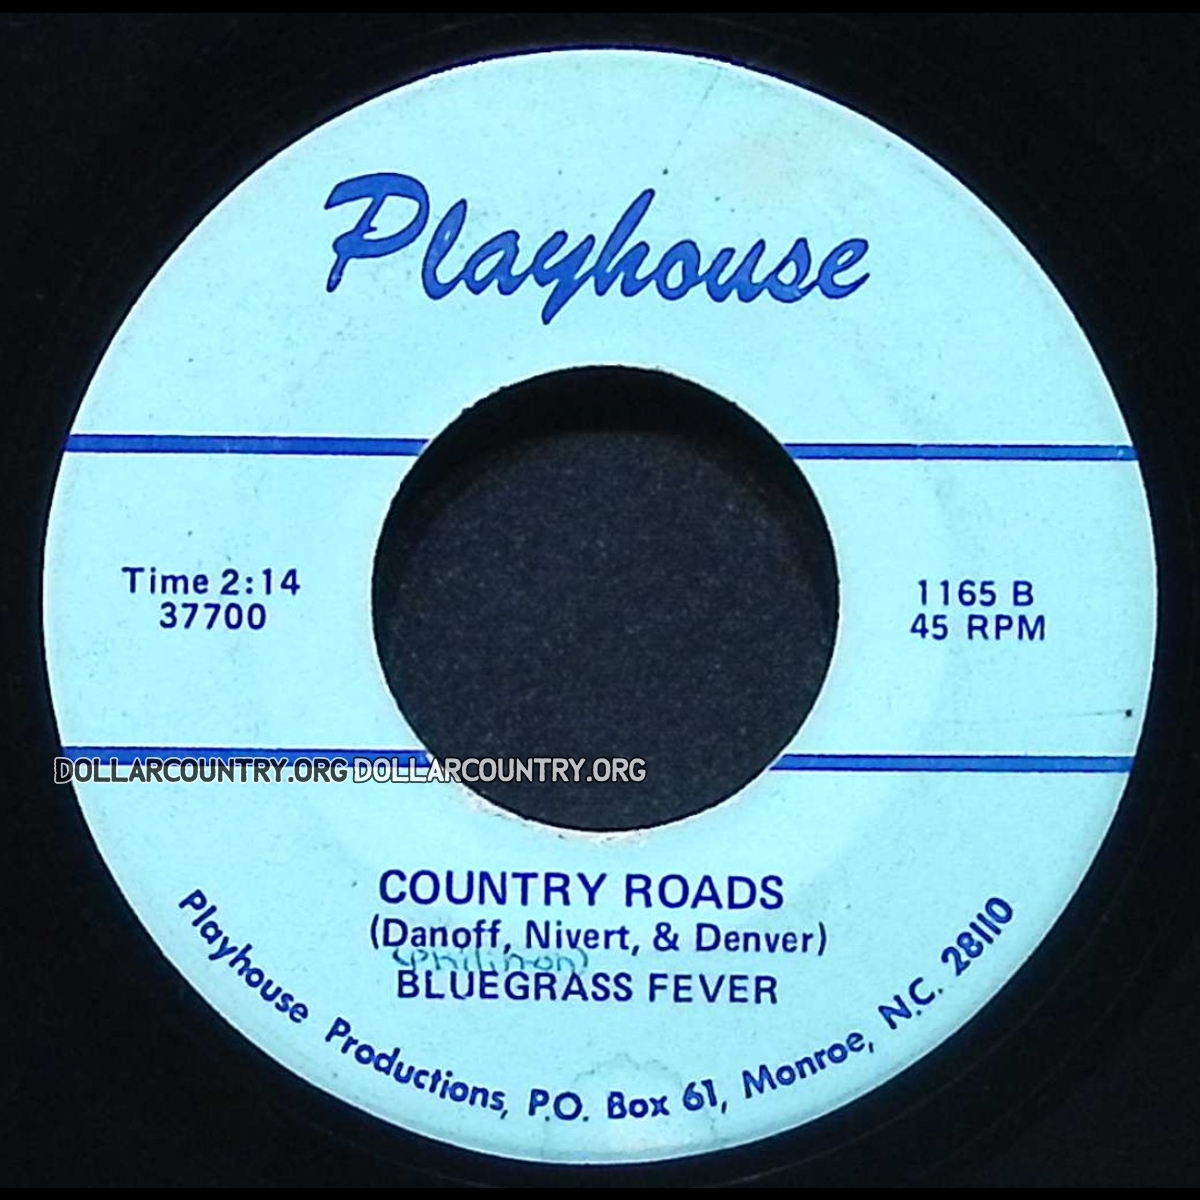 Playhouse
Time 2:14
37700
1165 B
45 RPM
DOLLARCOUNTRY.ORG DOLLARCOUNTRY.ORG
COUNTRY ROADS
(Danoff, Nivert, & Denver)
BLUEGRASS FEVER
Playhouse Productions, P.O. Box 61, Monroe, N.C. 28110